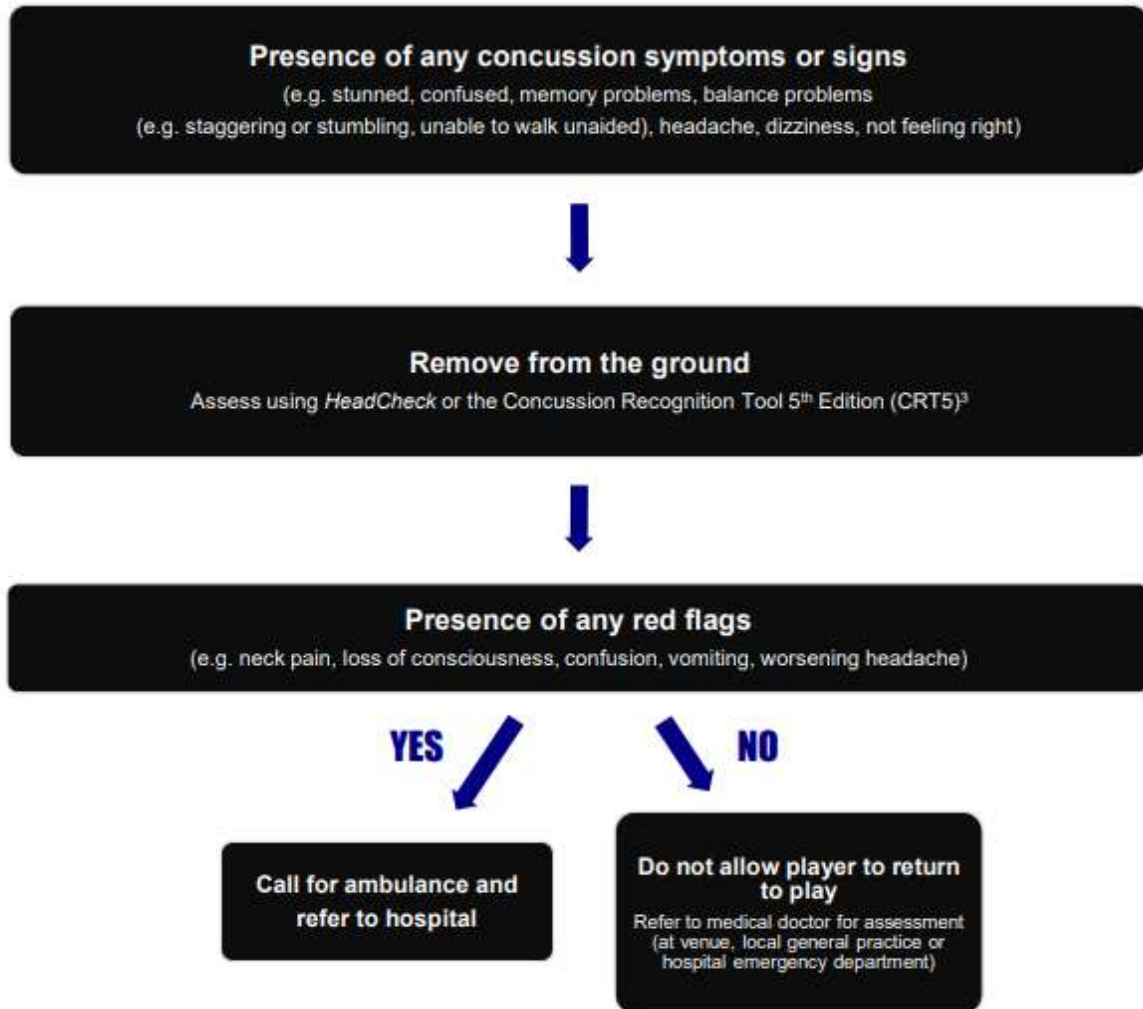 Presence of any concussion symptoms or signs
(e.g. stunned, confused, memory problems, balance problems
(e.g. staggering or stumbling, unable to walk unaided), headache, dizziness, not feeling right)
Remove from the ground
Assess using HeadCheck or the Concussion Recognition Tool 5th Edition (CRT5)3
Presence of any red flags
(e.g. neck pain, loss of consciousness, confusion, vomiting, worsening headache)
YES
NO
Call for ambulance and
refer to hospital
Do not allow player to return
to play
Refer to medical doctor for assessment
(at venue, local general practice or
hospital emergency department)